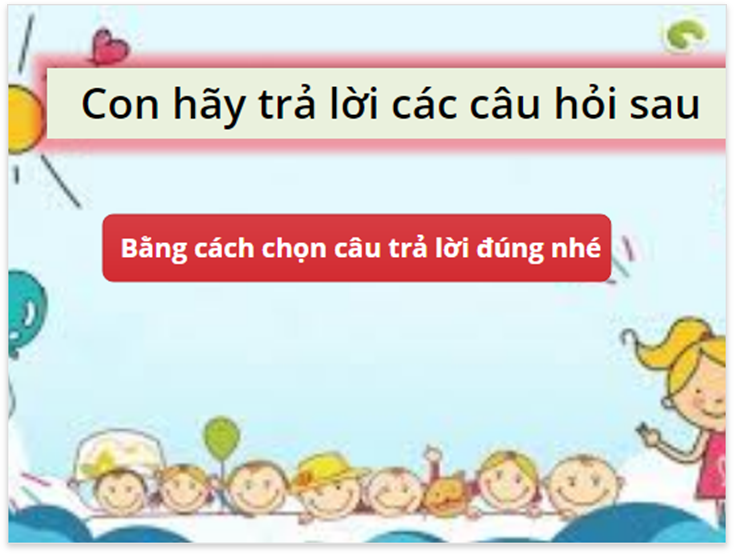 Con hãy trả lời các câu hỏi sau
Bằng cách chọn câu trả lời đúng nhé